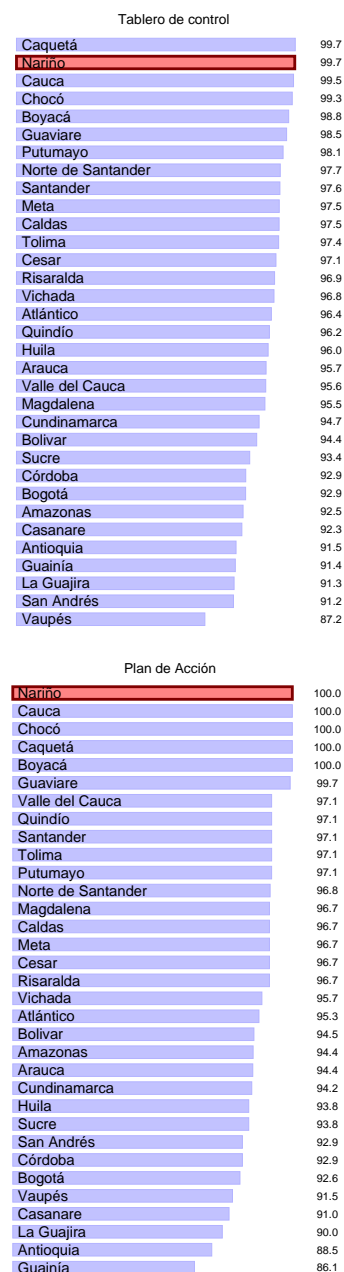 Tablero de control
Caquetá 99.7
Nariño 99.7
Cauca 99.5
Chocó 99.3
Boyacá 98.8
Guaviare 98.5
Putumayo 98.1
Norte de Santander 97.7
Santander 97.6
Meta 97.5
Caldas 97.5
Tolima 97.4
Cesar 97.1
Risaralda 96.9
Vichada 96.8
Atlántico 96.4
Quindío 96.2
Huila 96.0
Arauca 95.7
Valle del Cauca 95.6
Magdalena 95.5
Cundinamarca 94.7
Bolivar 94.4
Sucre 93.4
Córdoba 92.9
Bogotá 92.9
Amazonas 92.5
Casanare 92.3
Antioquia 91.5
Guainía 91.4
La Guajira 91.3
San Andrés 91.2
Vaupés 87.2
Plan de Acción
Nariño 100.0
Cauca 100.0
Chocó 100.0
Caquetá 100.0
Boyacá 100.0
Guaviare 99.7
Valle del Cauca 97.1
Quindío 97.1
Santander 97.1
Tolima 97.1
Putumayo 97.1
Norte de Santander 96.8
Magdalena 96.7
Caldas 96.7
Meta 96.7
Cesar 96.7
Risaralda 96.7
Vichada 95.7
Atlántico 95.3
Bolivar 94.5
Amazonas 94.4
Arauca 94.4
Cundinamarca 94.2
Huila 93.8
Sucre 93.8
San Andrés 92.9
Córdoba 92.9
Bogotá 92.6
Vaupés 91.5
Casanare 91.0
La Guajira 90.0
Antioquia 88.5
Guainía 86.1